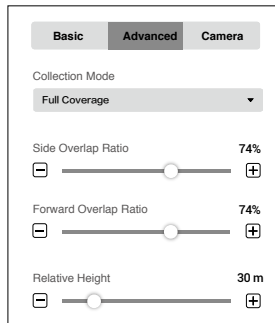 Basic Advanced Camera
Collection Mode
Full Coverage
Side Overlap Ratio 74%
Forward Overlap Ratio 74%
Relative Height 30 m